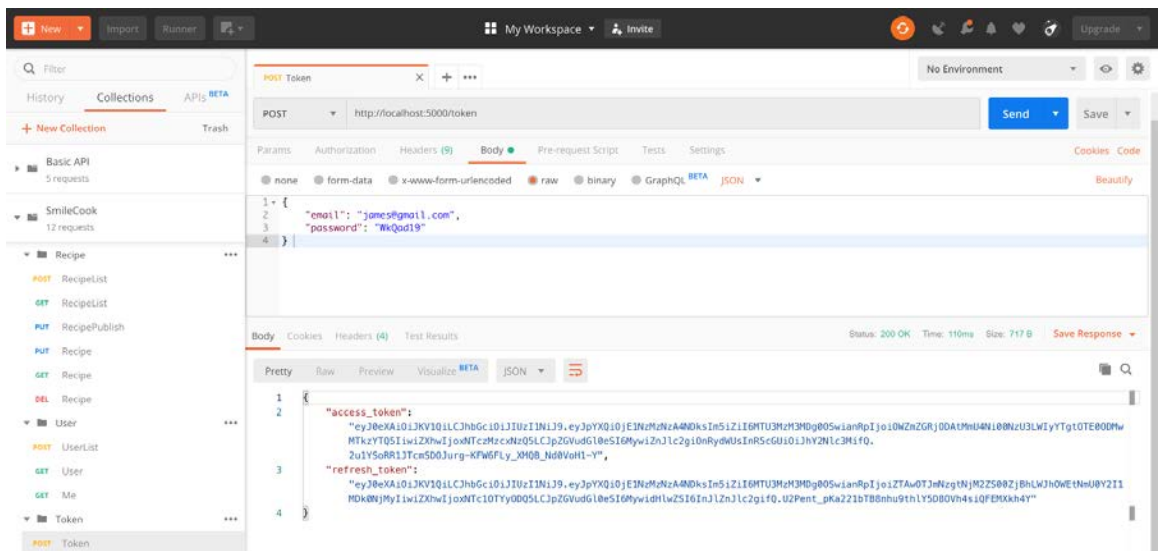 New
Import
Runner
My Workspace
Invite
Upgrade
Filter
History Collections APIs BETA
+ New Collection Trash
Basic API
5 requests
SmileCook
12 requests
Recipe
POST RecipeList
GET RecipeList
PUT RecipePublish
PUT Recipe
GET Recipe
DEL Recipe
User
POST UserList
GET User
GET Me
Token
POST Token
POST Token
No Environment
POST http://localhost:5000/token
Send Save
Params Authorization Headers (9) Body Pre-request Script Tests Settings
Cookies Code
none form-data x-www-form-urlencoded raw binary GraphQL BETA JSON
Beautify
1 {
2 "email": "james@gmail.com",
3 "password": "WkQad19"
4 }
Body Cookies Headers (4) Test Results
Status: 200 OK Time: 110ms Size: 717 B Save Response
Pretty Raw Preview Visualize BETA JSON
1 {
2 "access_token":
3 "refresh_token":
4 }